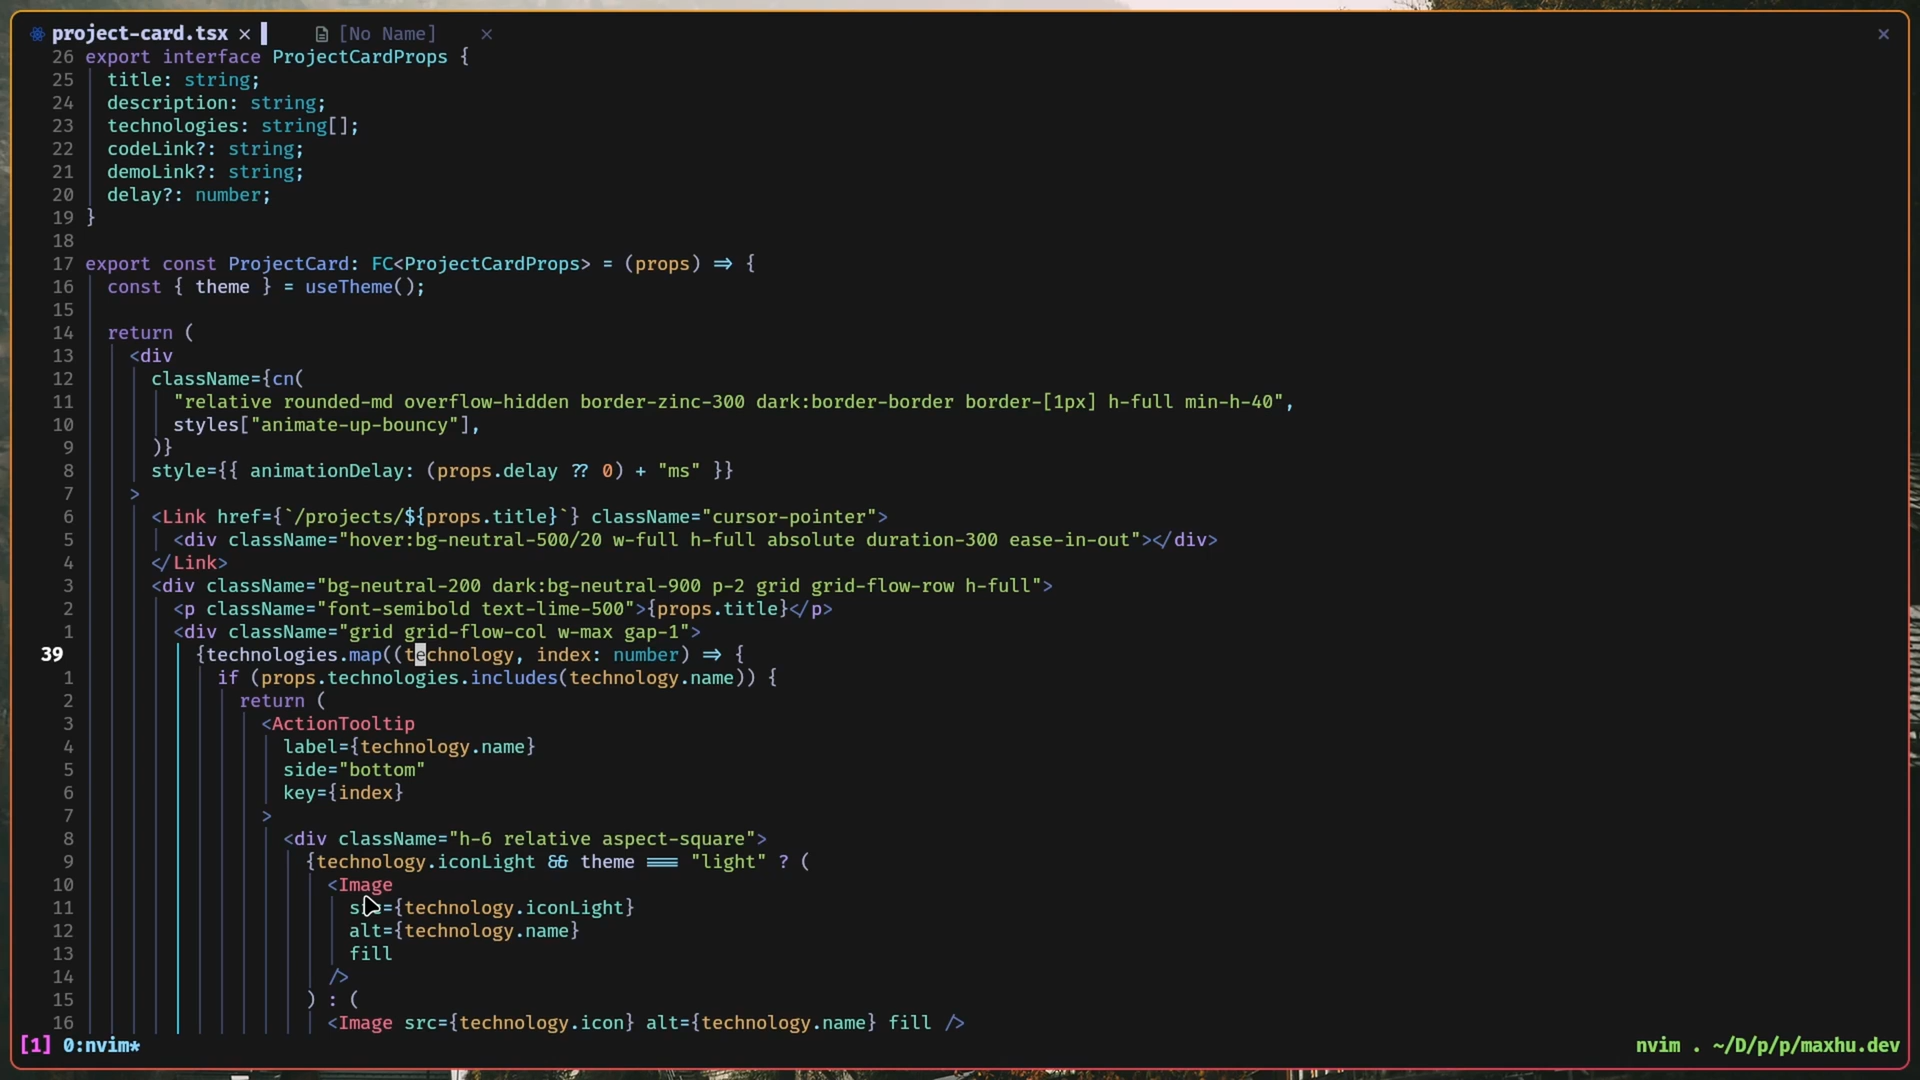 project-card.tsx × [No Name] × ×
26 export interface ProjectCardProps {
25 title: string;
24 description: string;
23 technologies: string[];
22 codeLink?: string;
21 demoLink?: string;
20 delay?: number;
19 }
18
17 export const ProjectCard: FC<ProjectCardProps> = (props) => {
16 const { theme } = useTheme();
15
14 return (
13 <div
12 className={cn(
11 "relative rounded-md overflow-hidden border-zinc-300 dark:border-border border-[1px] h-full min-h-40",
10 styles["animate-up-bouncy"],
9 )}
8 style={{ animationDelay: (props.delay ?? 0) + "ms" }}
7 >
6 <Link href={`/projects/${props.title}`} className="cursor-pointer">
5 <div className="hover:bg-neutral-500/20 w-full h-full absolute duration-300 ease-in-out"></div>
4 </Link>
3 <div className="bg-neutral-200 dark:bg-neutral-900 p-2 grid grid-flow-row h-full">
2 <p className="font-semibold text-lime-500">{props.title}</p>
1 <div className="grid grid-flow-col w-max gap-1">
39 {technologies.map((technology, index: number) => {
1 if (props.technologies.includes(technology.name)) {
2 return (
3 <ActionTooltip
4 label={technology.name}
5 side="bottom"
6 key={index}
7 >
8 <div className="h-6 relative aspect-square">
9 {technology.iconLight && theme === "light" ? (
10 <Image
11 src={technology.iconLight}
12 alt={technology.name}
13 fill
14 />
15 ) : (
16 <Image src={technology.icon} alt={technology.name} fill />
[1] 0:nvim* nvim . ~/D/p/p/maxhu.dev